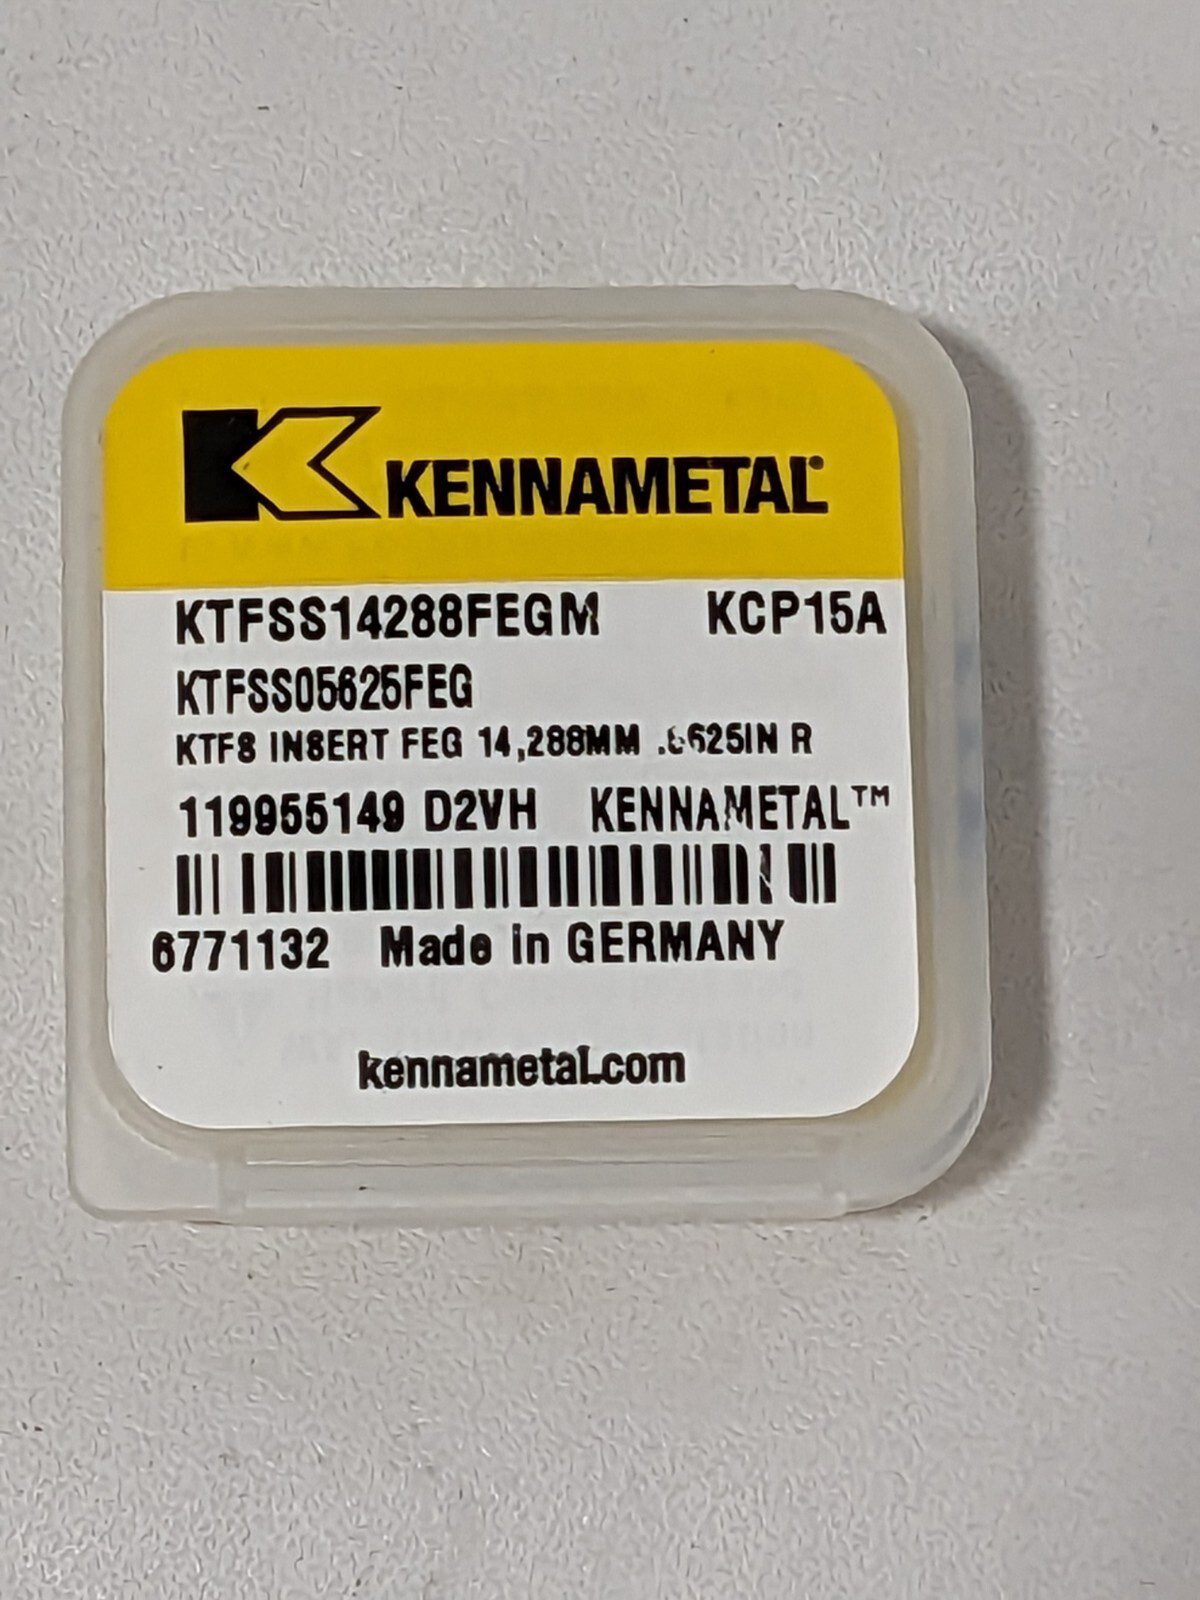 KENNAMETAL®
KTFSS14288FEGM KCP15A
KTFSS05625FEG
KTFS INSERT FEG 14,288MM .5625IN R
119955149 D2VH KENNAMETAL™
6771132 Made in GERMANY
kennametal.com